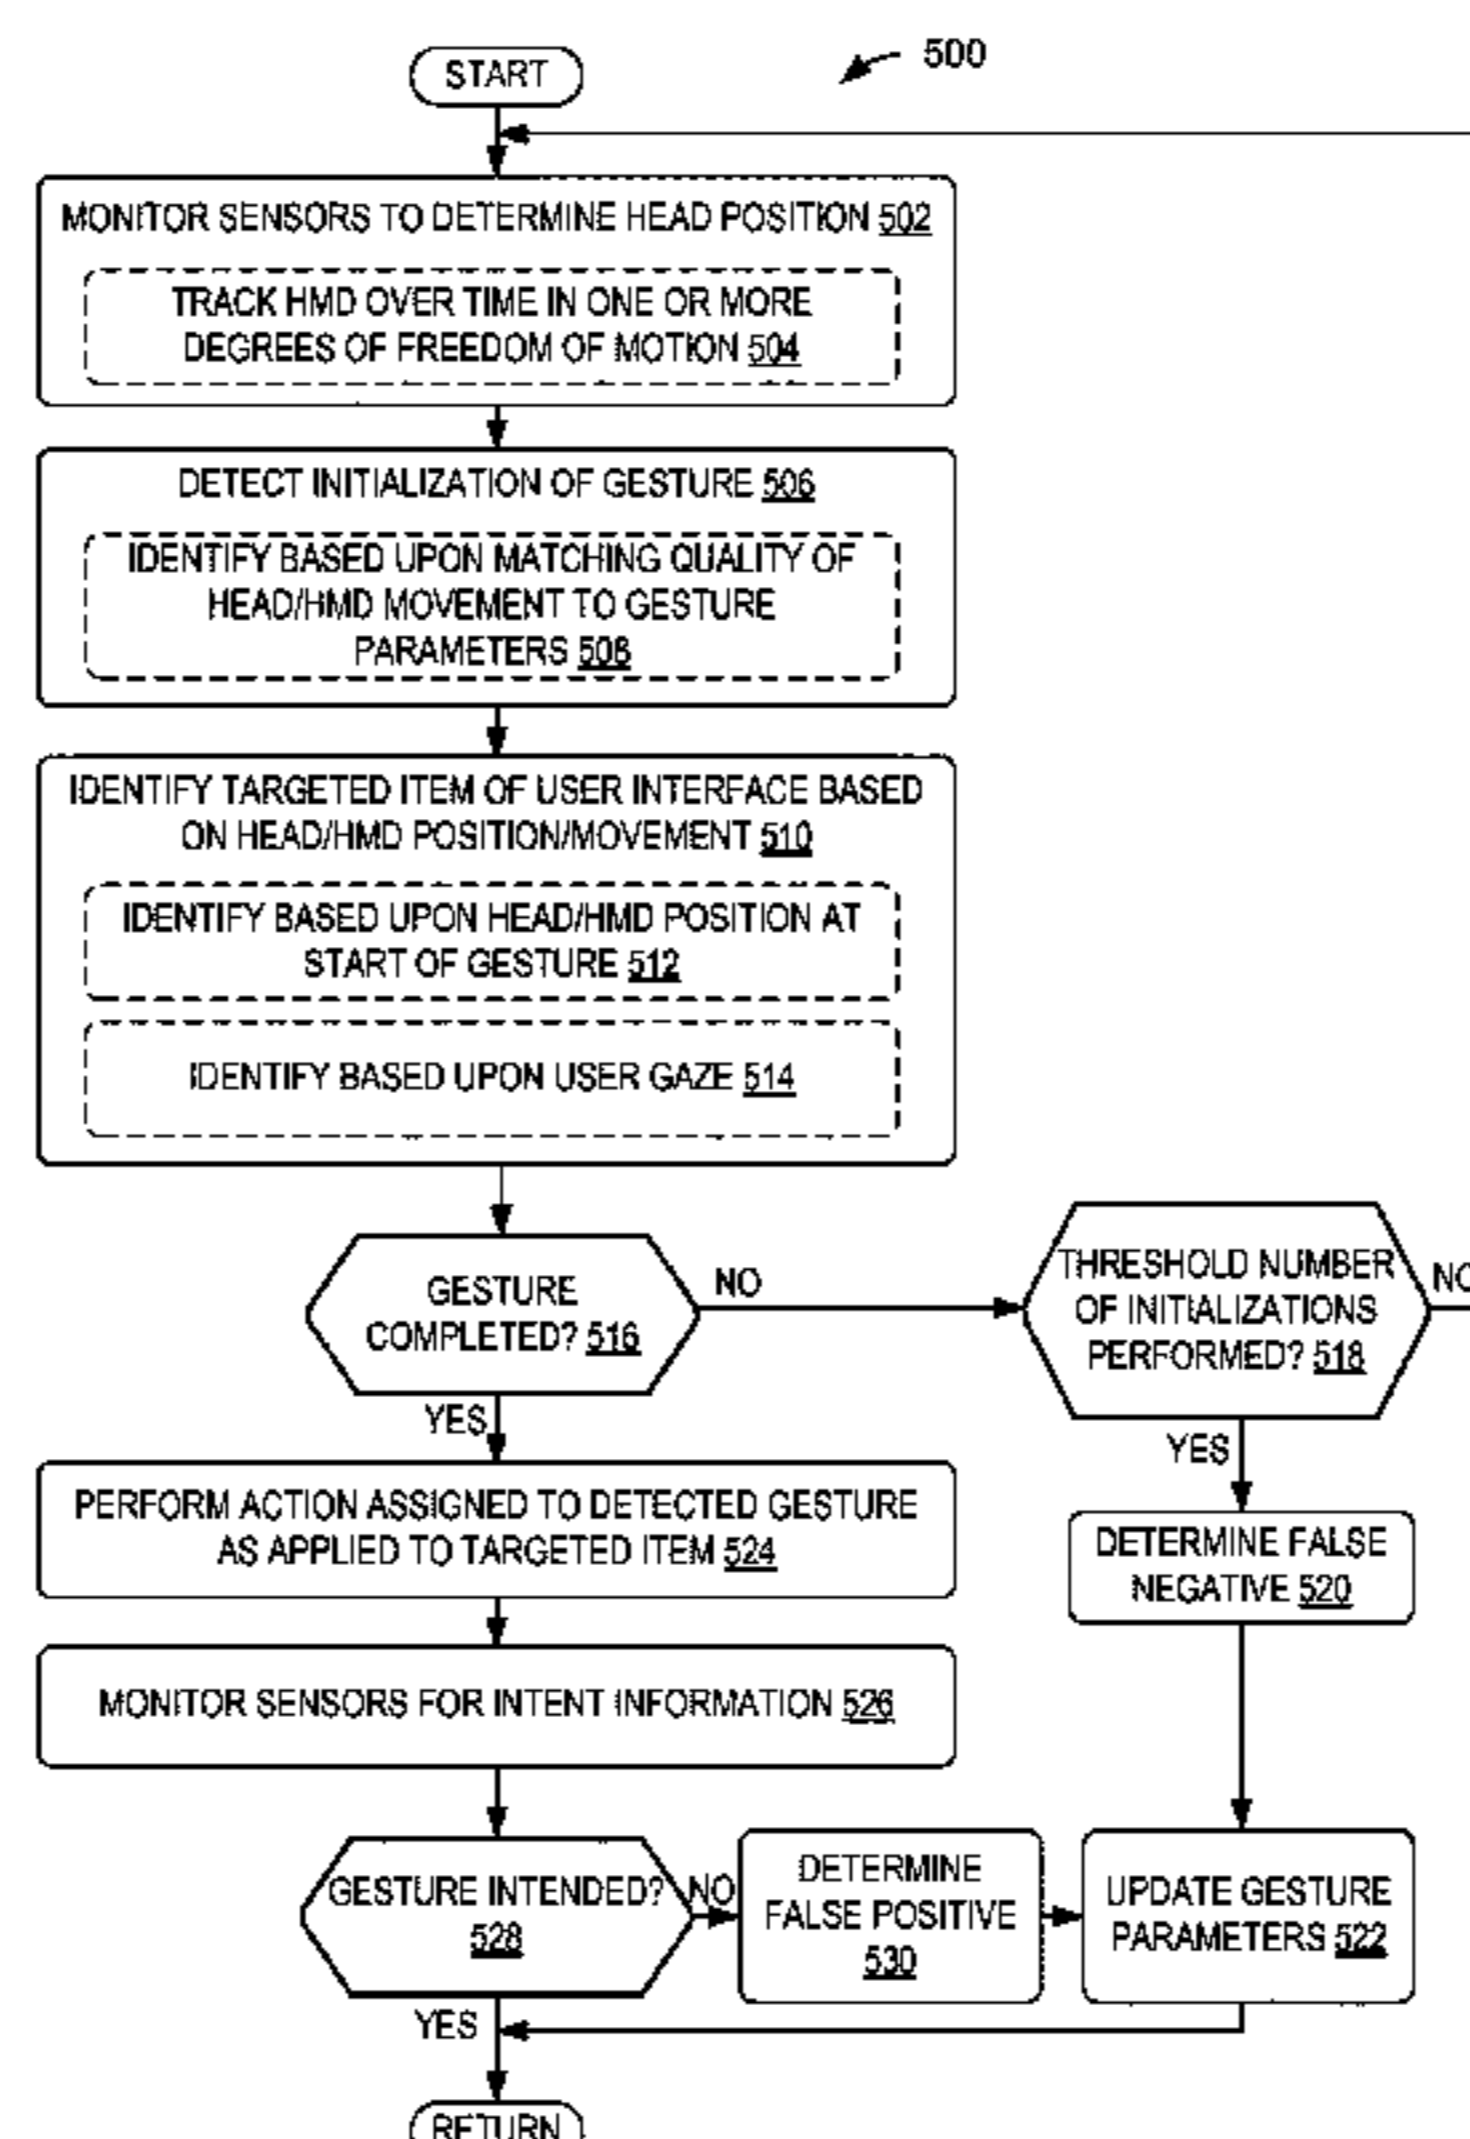 START
500
MONITOR SENSORS TO DETERMINE HEAD POSITION 502
TRACK HMD OVER TIME IN ONE OR MORE
DEGREES OF FREEDOM OF MOTION 504
DETECT INITIALIZATION OF GESTURE 506
IDENTIFY BASED UPON MATCHING QUALITY OF
HEAD/HMD MOVEMENT TO GESTURE
PARAMETERS 508
IDENTIFY TARGETED ITEM OF USER INTERFACE BASED
ON HEAD/HMD POSITION/MOVEMENT 510
IDENTIFY BASED UPON HEAD/HMD POSITION AT
START OF GESTURE 512
IDENTIFY BASED UPON USER GAZE 514
GESTURE
COMPLETED? 516
NO
THRESHOLD NUMBER
OF INITIALIZATIONS
PERFORMED? 518
NO
YES
YES
PERFORM ACTION ASSIGNED TO DETECTED GESTURE
AS APPLIED TO TARGETED ITEM 524
DETERMINE FALSE
NEGATIVE 520
MONITOR SENSORS FOR INTENT INFORMATION 526
GESTURE INTENDED?
528
NO
DETERMINE
FALSE POSITIVE
530
UPDATE GESTURE
PARAMETERS 522
YES
RETURN